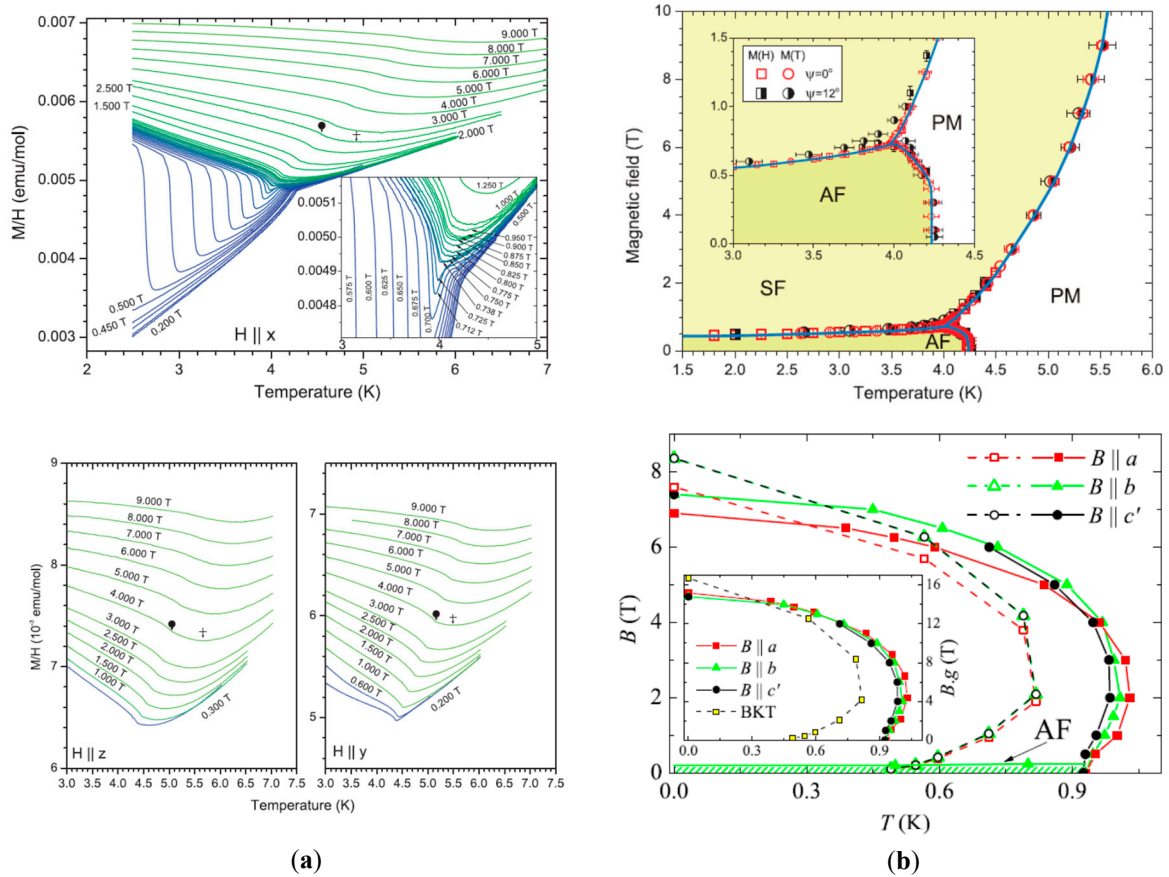 9.000 T
8.000 T
7.000 T
6.000 T
5.000 T
4.000 T
3.000 T
2.000 T
2.500 T
1.500 T
0.500 T
0.450 T
0.200 T
H || x
M/H (emu/mol)
0.007
0.006
0.005
0.004
0.003
2 3 4 5 6 7
Temperature (K)
0.0051
0.0050
0.0049
0.0048
1.250 T
1.000 T
0.500 T
0.950 T
0.900 T
0.875 T
0.850 T
0.825 T
0.800 T
0.775 T
0.750 T
0.738 T
0.725 T
0.712 T
0.575 T
0.600 T
0.625 T
0.650 T
0.675 T
0.700 T
3 4 5
Magnetic field (T)
10
8
6
4
2
0
1.5 2.0 2.5 3.0 3.5 4.0 4.5 5.0 5.5 6.0
Temperature (K)
SF
AF
PM
1.5
1.0
0.5
0.0
3.0 3.5 4.0 4.5
M(H) M(T)
ψ=0°
ψ=12°
PM
AF
M/H (10⁻³ emu/mol)
9
8
7
6
9.000 T
8.000 T
7.000 T
6.000 T
5.000 T
4.000 T
3.000 T
2.500 T
2.000 T
1.500 T
1.000 T
0.300 T
H || z
3.0 3.5 4.0 4.5 5.0 5.5 6.0 6.5 7.0 7.5
7
6
5
9.000 T
8.000 T
7.000 T
6.000 T
5.000 T
4.000 T
3.000 T
2.500 T
2.000 T
1.500 T
1.000 T
0.600 T
0.200 T
H || y
3.0 3.5 4.0 4.5 5.0 5.5 6.0 6.5 7.0 7.5
Temperature (K)
B (T)
8
6
4
2
0
0.0 0.3 0.6 0.9
T (K)
B || a
B || b
B || c'
AF
B || a
B || b
B || c'
BKT
0.0 0.3 0.6 0.9
16
12
8
4
0
B.g (T)
(a)
(b)